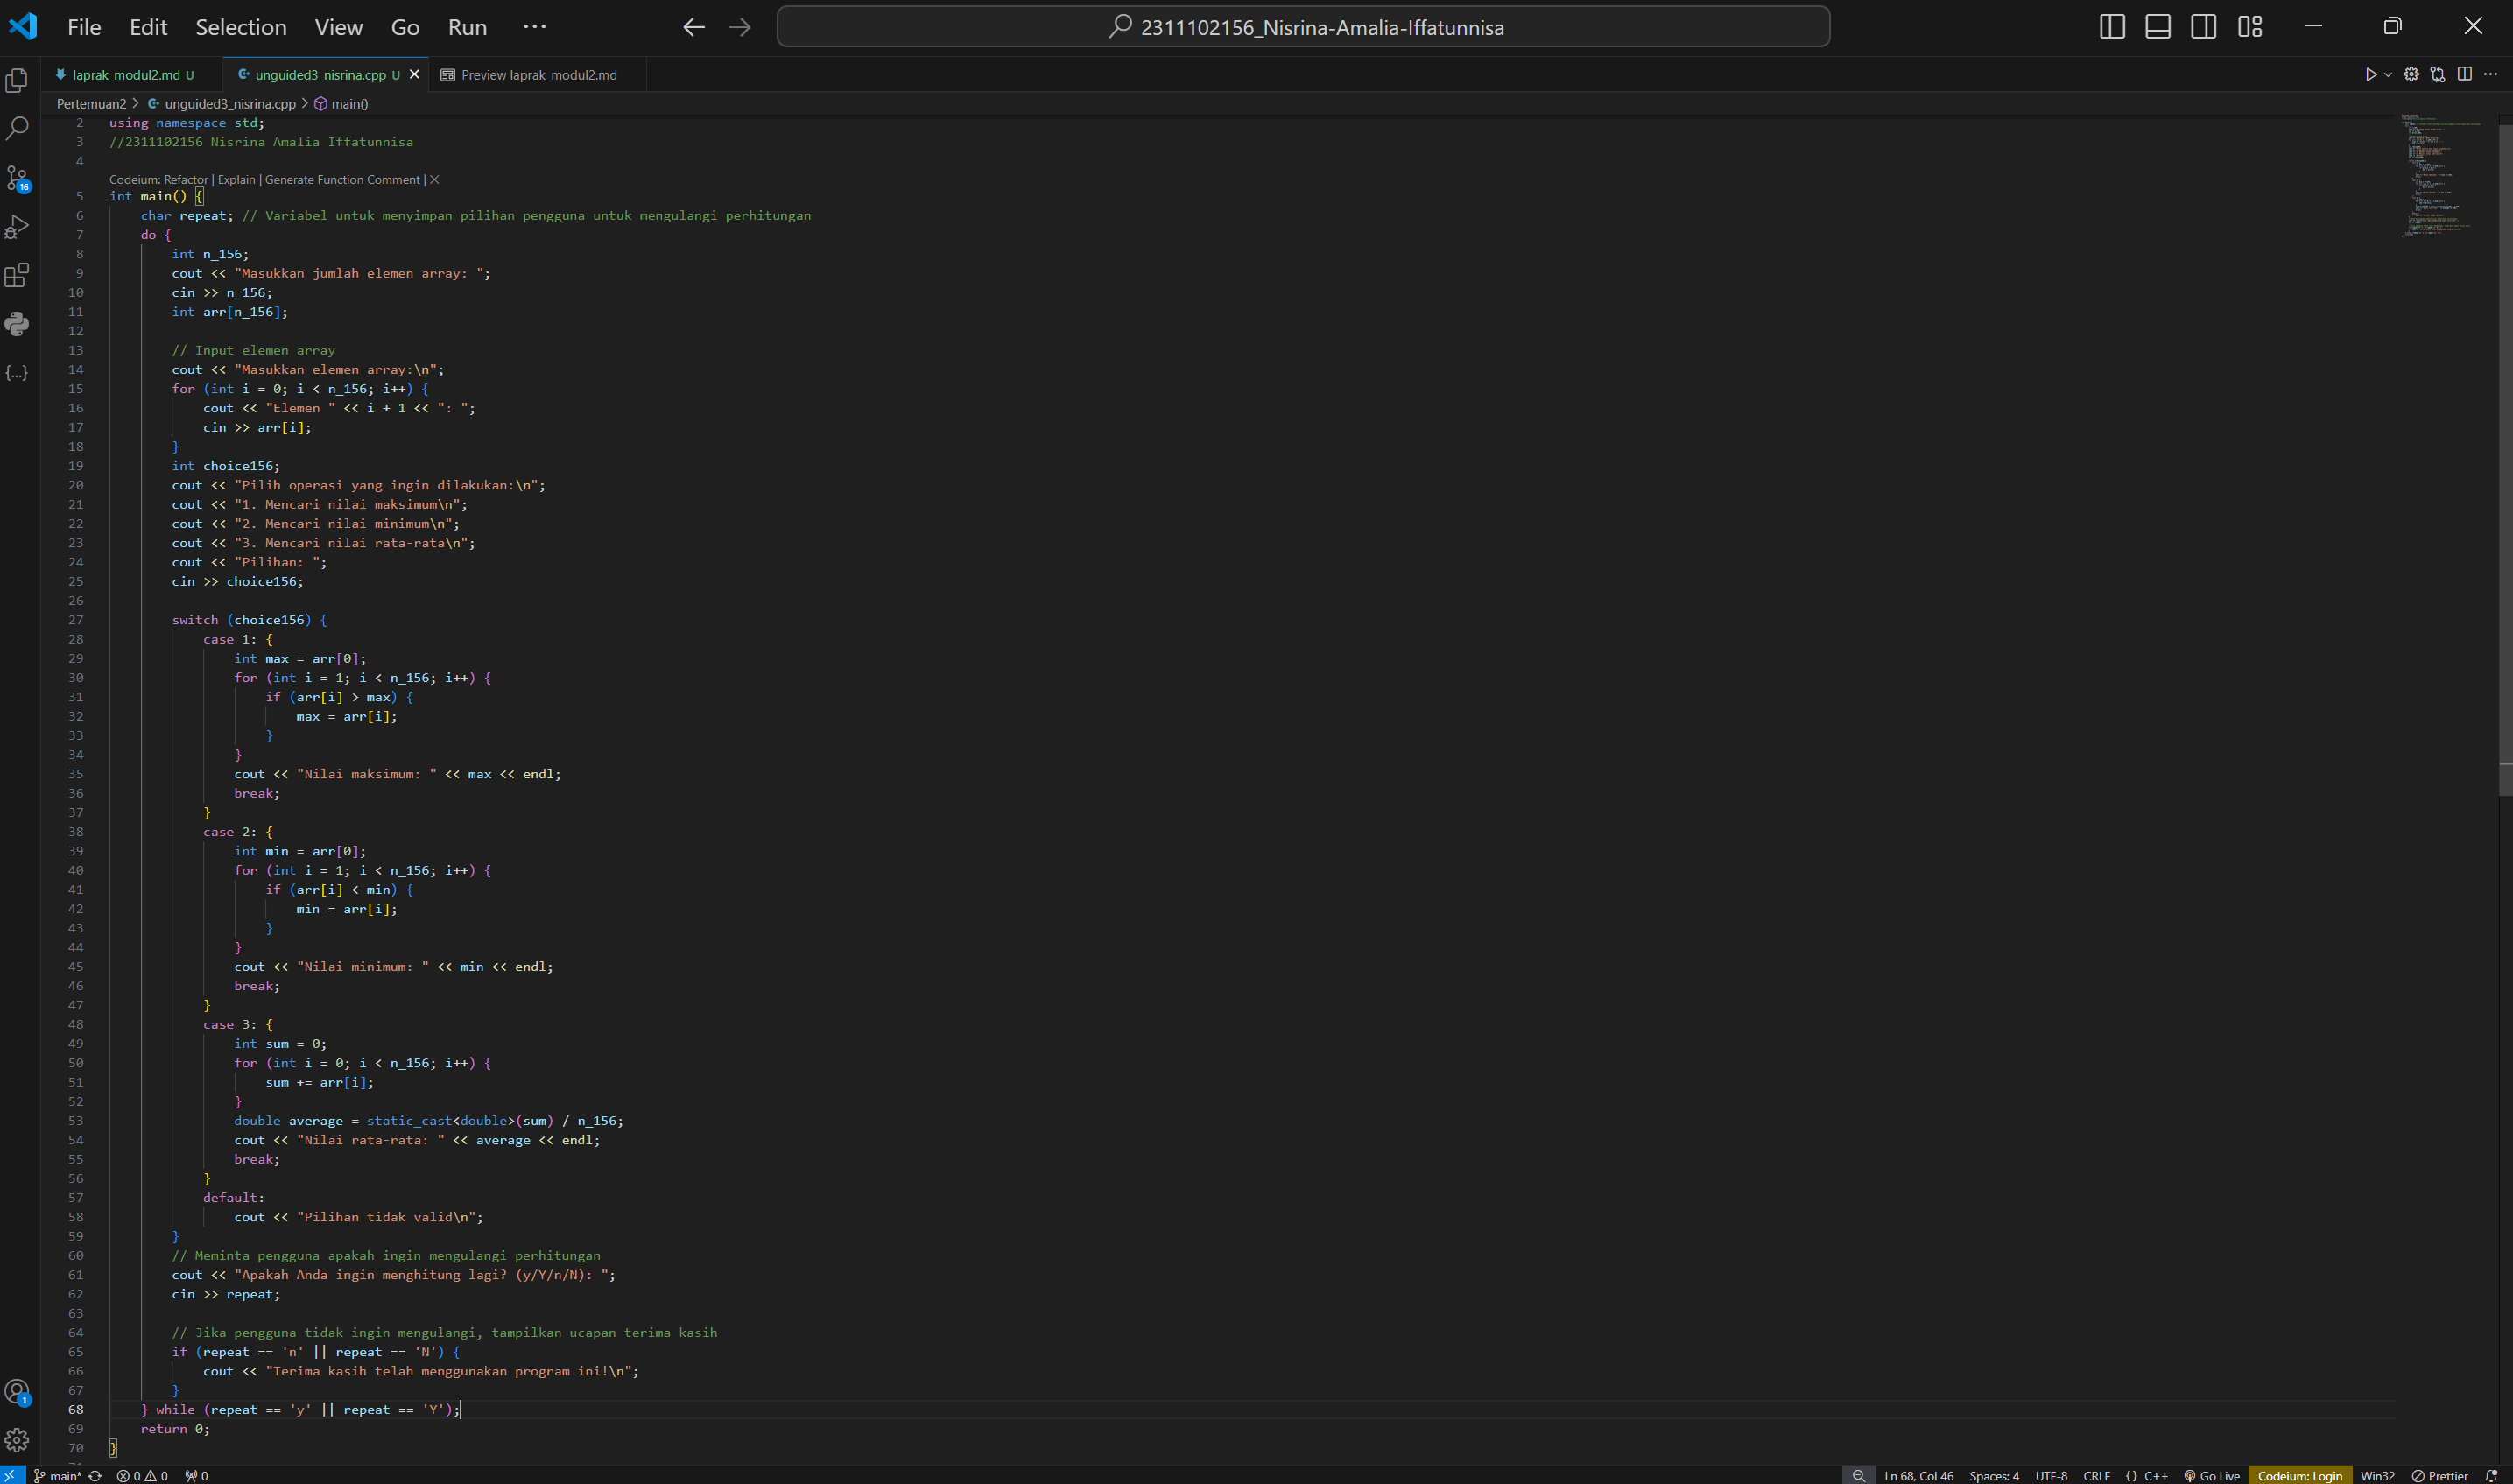 File Edit Selection View Go Run ··· 2311102156_Nisrina-Amalia-Iffatunnisa
laprak_modul2.md U unguided3_nisrina.cpp U Preview laprak_modul2.md
Pertemuan2 > unguided3_nisrina.cpp > main()
2 using namespace std;
3 //2311102156 Nisrina Amalia Iffatunnisa
4
Codeium: Refactor | Explain | Generate Function Comment | ×
5 int main() {
6 char repeat; // Variabel untuk menyimpan pilihan pengguna untuk mengulangi perhitungan
7 do {
8 int n_156;
9 cout << "Masukkan jumlah elemen array: ";
10 cin >> n_156;
11 int arr[n_156];
12
13 // Input elemen array
14 cout << "Masukkan elemen array:\n";
15 for (int i = 0; i < n_156; i++) {
16 cout << "Elemen " << i + 1 << ": ";
17 cin >> arr[i];
18 }
19 int choice156;
20 cout << "Pilih operasi yang ingin dilakukan:\n";
21 cout << "1. Mencari nilai maksimum\n";
22 cout << "2. Mencari nilai minimum\n";
23 cout << "3. Mencari nilai rata-rata\n";
24 cout << "Pilihan: ";
25 cin >> choice156;
26
27 switch (choice156) {
28 case 1: {
29 int max = arr[0];
30 for (int i = 1; i < n_156; i++) {
31 if (arr[i] > max) {
32 max = arr[i];
33 }
34 }
35 cout << "Nilai maksimum: " << max << endl;
36 break;
37 }
38 case 2: {
39 int min = arr[0];
40 for (int i = 1; i < n_156; i++) {
41 if (arr[i] < min) {
42 min = arr[i];
43 }
44 }
45 cout << "Nilai minimum: " << min << endl;
46 break;
47 }
48 case 3: {
49 int sum = 0;
50 for (int i = 0; i < n_156; i++) {
51 sum += arr[i];
52 }
53 double average = static_cast<double>(sum) / n_156;
54 cout << "Nilai rata-rata: " << average << endl;
55 break;
56 }
57 default:
58 cout << "Pilihan tidak valid\n";
59 }
60 // Meminta pengguna apakah ingin mengulangi perhitungan
61 cout << "Apakah Anda ingin menghitung lagi? (y/Y/n/N): ";
62 cin >> repeat;
63
64 // Jika pengguna tidak ingin mengulangi, tampilkan ucapan terima kasih
65 if (repeat == 'n' || repeat == 'N') {
66 cout << "Terima kasih telah menggunakan program ini!\n";
67 }
68 } while (repeat == 'y' || repeat == 'Y');
69 return 0;
70 }
16
{...}
1
main* 0 0 0 Ln 68, Col 46 Spaces: 4 UTF-8 CRLF {} C++ Go Live Codeium: Login Win32 Prettier